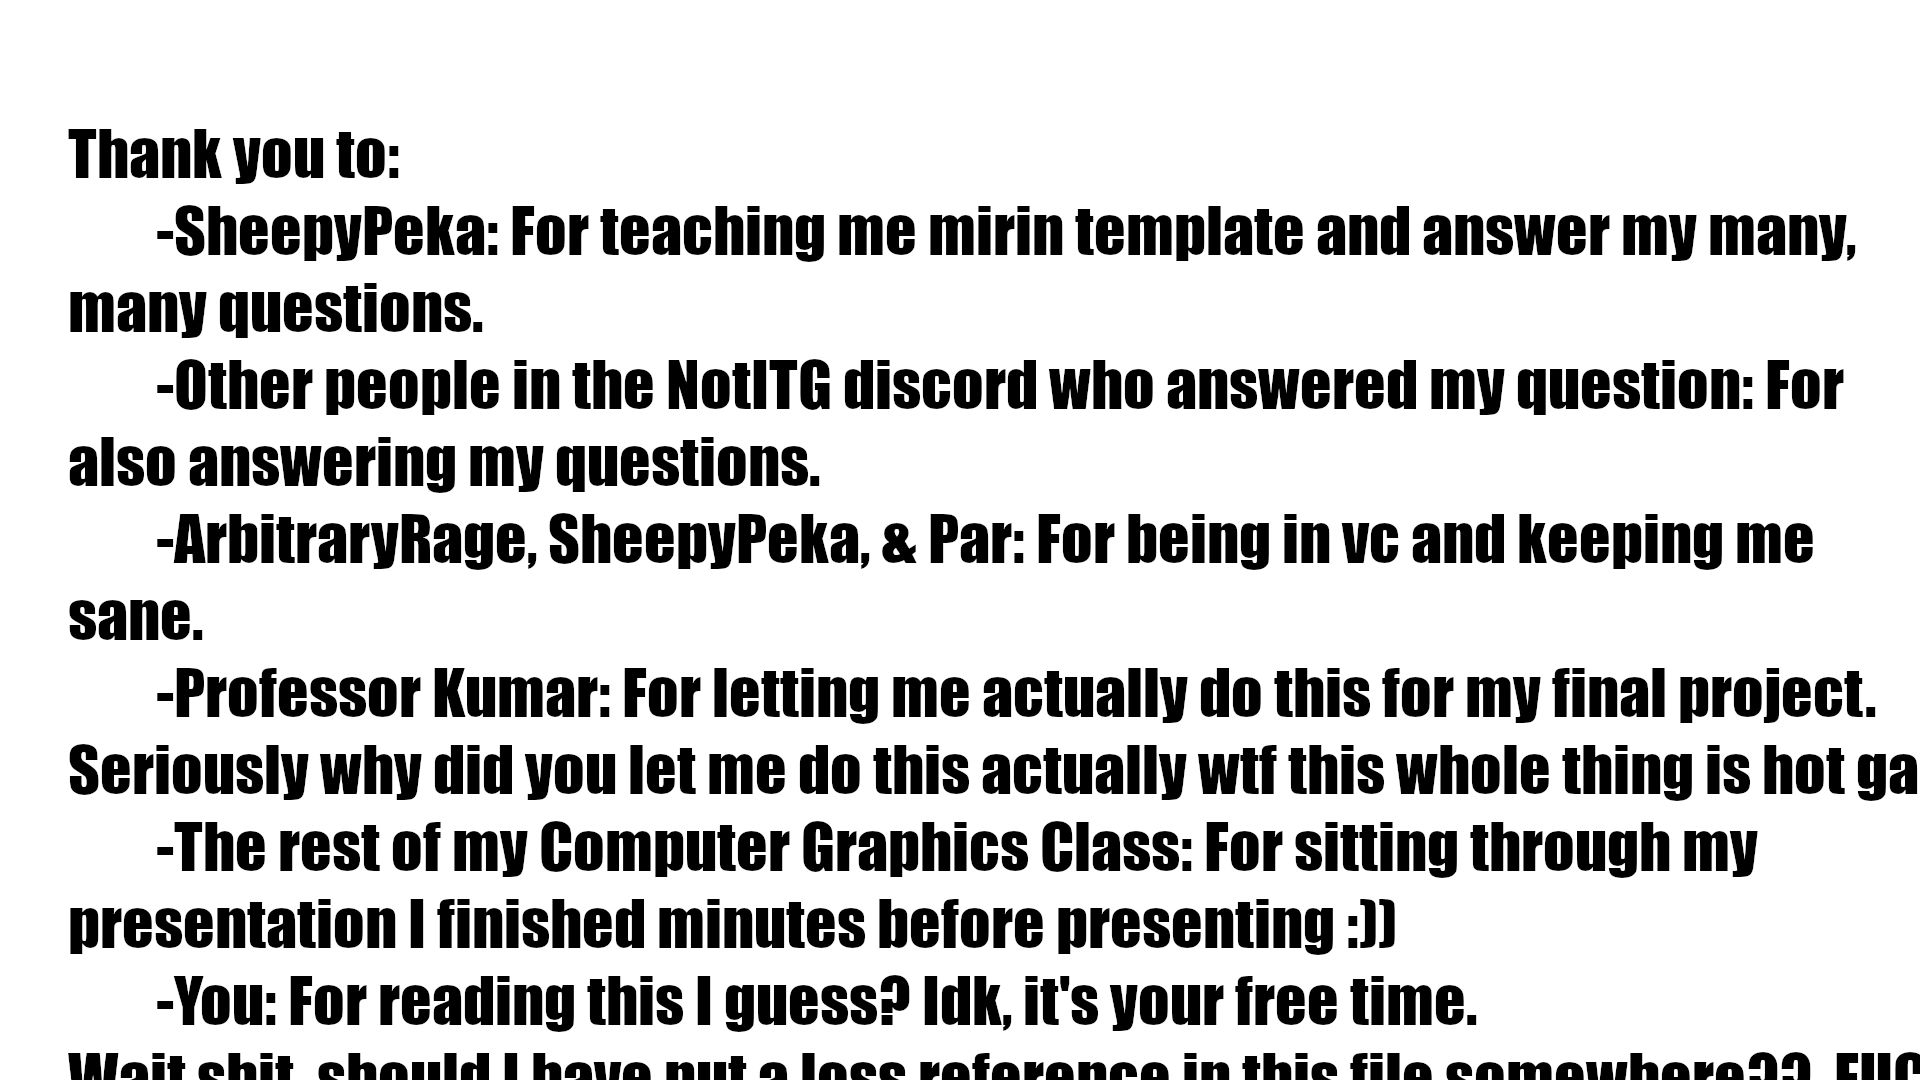 Thank you to:
-SheepyPeka: For teaching me mirin template and answer my many,
many questions.
-Other people in the NotITG discord who answered my question: For
also answering my questions.
-ArbitraryRage, SheepyPeka, & Par: For being in vc and keeping me
sane.
-Professor Kumar: For letting me actually do this for my final project.
Seriously why did you let me do this actually wtf this whole thing is hot ga
-The rest of my Computer Graphics Class: For sitting through my
presentation I finished minutes before presenting :))
-You: For reading this I guess? Idk, it's your free time.
Wait shit, should I have put a loss reference in this file somewhere??